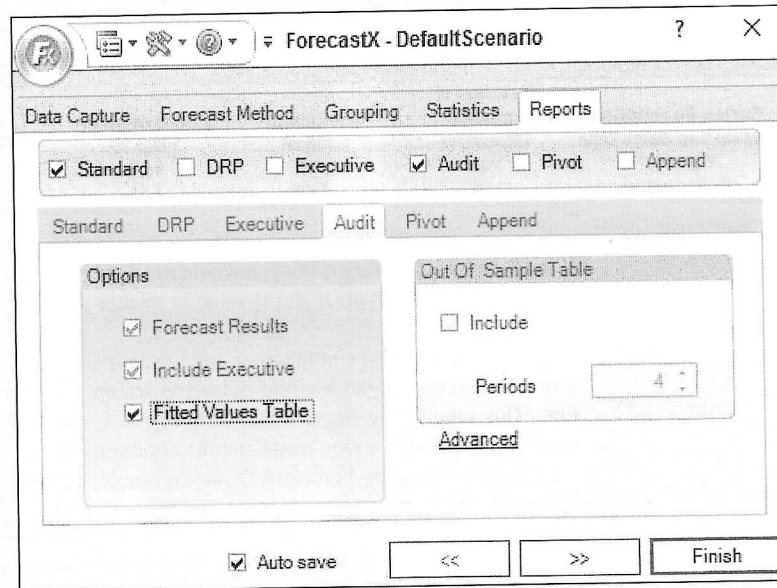 Fx ForecastX - DefaultScenario ? ×
Data Capture Forecast Method Grouping Statistics Reports
Standard DRP Executive Audit Pivot Append
Standard DRP Executive Audit Pivot Append
Options
Forecast Results
Include Executive
Fitted Values Table
Out Of Sample Table
Include
Periods 4
Advanced
Auto save << >> Finish